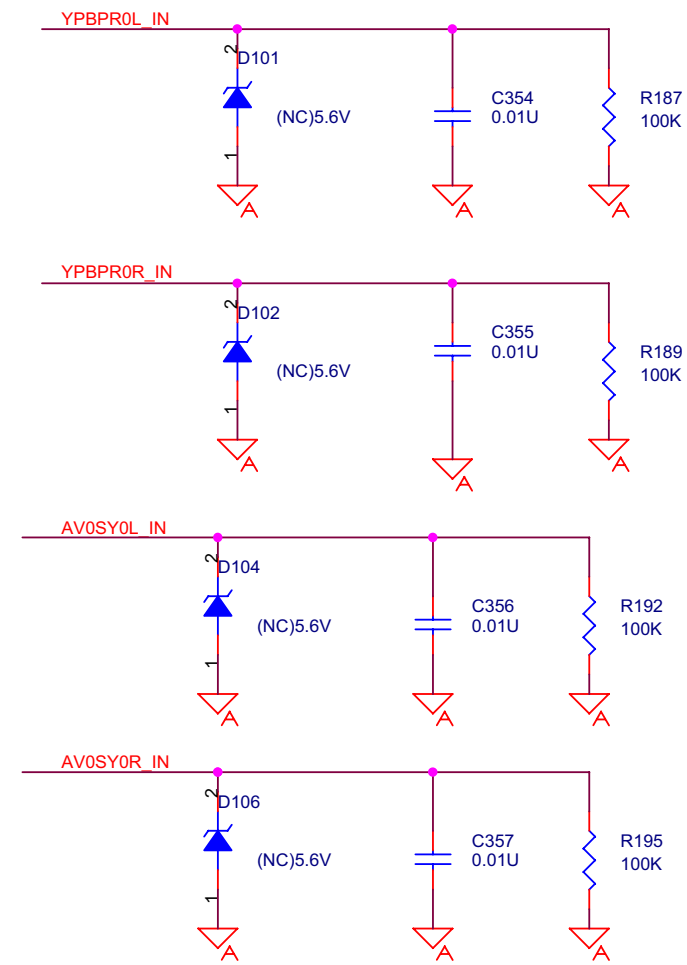 YPBPR0L_IN
2
D101
(NC)5.6V
1
A
C354
0.01U
A
R187
100K
A
YPBPR0R_IN
2
D102
(NC)5.6V
1
A
C355
0.01U
A
R189
100K
A
AV0SY0L_IN
2
D104
(NC)5.6V
1
A
C356
0.01U
A
R192
100K
A
AV0SY0R_IN
2
D106
(NC)5.6V
1
A
C357
0.01U
A
R195
100K
A